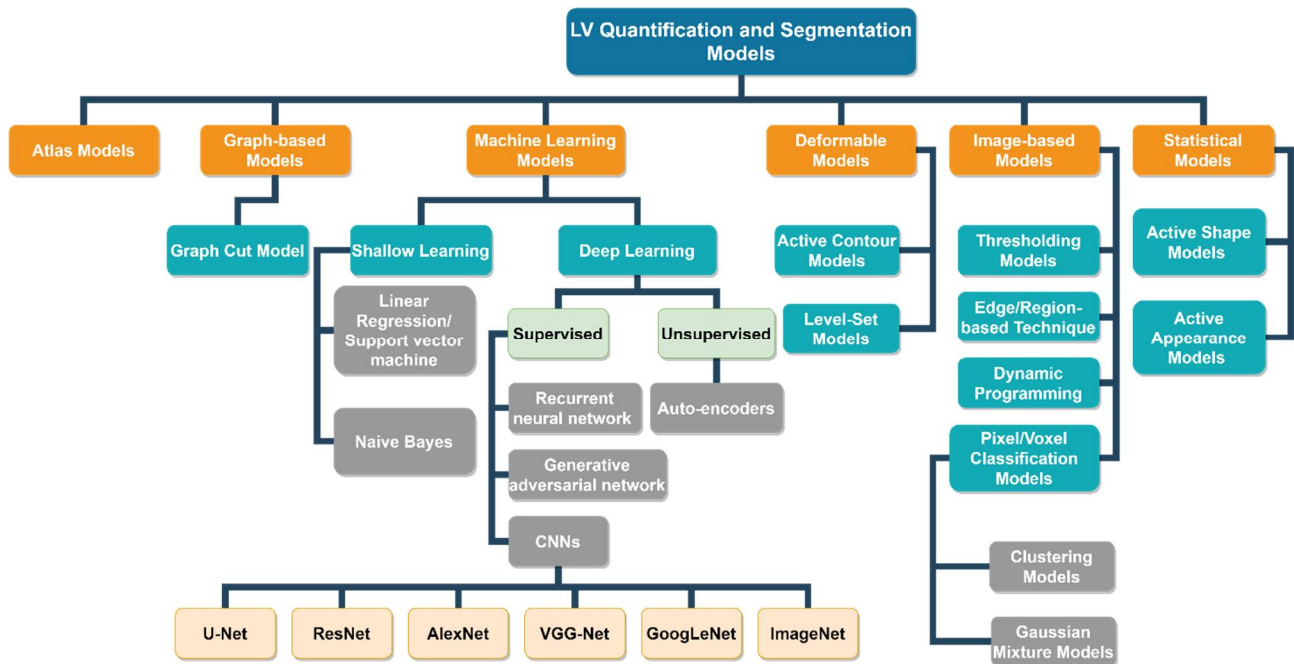 LV Quantification and Segmentation
Models
Atlas Models
Graph-based
Models
Machine Learning
Models
Deformable
Models
Image-based
Models
Statistical
Models
Graph Cut Model
Shallow Learning
Deep Learning
Active Contour
Models
Thresholding
Models
Active Shape
Models
Linear
Regression/
Support vector
machine
Supervised
Unsupervised
Level-Set
Models
Edge/Region-
based Technique
Active
Appearance
Models
Recurrent
neural network
Auto-encoders
Dynamic
Programming
Naive Bayes
Generative
adversarial network
Pixel/Voxel
Classification
Models
CNNs
Clustering
Models
U-Net
ResNet
AlexNet
VGG-Net
GoogLeNet
ImageNet
Gaussian
Mixture Models